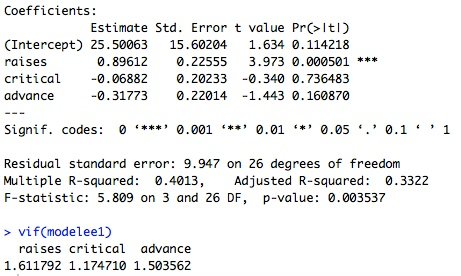 Coefficients:
Estimate Std. Error t value Pr(>|t|)
(Intercept) 25.50063 15.60204 1.634 0.114218
raises 0.89612 0.22555 3.973 0.000501 ***
critical -0.06882 0.20233 -0.340 0.736483
advance -0.31773 0.22014 -1.443 0.160870
---
Signif. codes: 0 ‘***’ 0.001 ‘**’ 0.01 ‘*’ 0.05 ‘.’ 0.1 ‘ ’ 1
Residual standard error: 9.947 on 26 degrees of freedom
Multiple R-squared: 0.4013, Adjusted R-squared: 0.3322
F-statistic: 5.809 on 3 and 26 DF, p-value: 0.003537
> vif(modelee1)
raises critical advance
1.611792 1.174710 1.503562